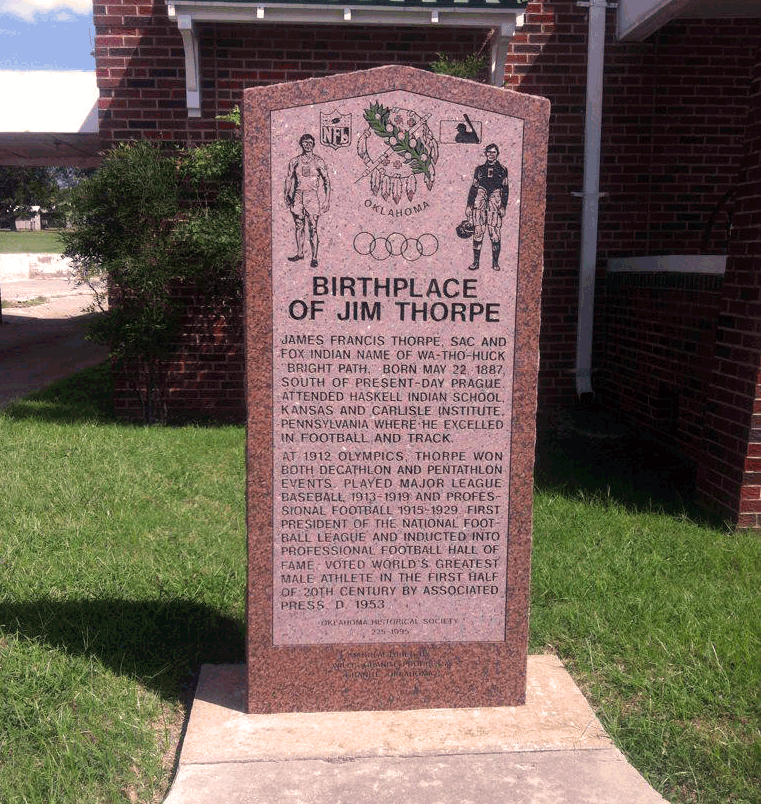 NFL
OKLAHOMA
BIRTHPLACE
OF JIM THORPE
JAMES FRANCIS THORPE, SAC AND
FOX INDIAN NAME OF WA-THO-HUCK
"BRIGHT PATH." BORN MAY 22, 1887,
SOUTH OF PRESENT-DAY PRAGUE.
ATTENDED HASKELL INDIAN SCHOOL,
KANSAS AND CARLISLE INSTITUTE,
PENNSYLVANIA WHERE HE EXCELLED
IN FOOTBALL AND TRACK.
AT 1912 OLYMPICS, THORPE WON
BOTH DECATHLON AND PENTATHLON
EVENTS. PLAYED MAJOR LEAGUE
BASEBALL, 1913-1919 AND PROFES-
SIONAL FOOTBALL 1915-1929. FIRST
PRESIDENT OF THE NATIONAL FOOT-
BALL LEAGUE AND INDUCTED INTO
PROFESSIONAL FOOTBALL HALL OF
FAME. VOTED WORLD'S GREATEST
MALE ATHLETE IN THE FIRST HALF
OF 20TH CENTURY BY ASSOCIATED
PRESS. D. 1953
OKLAHOMA HISTORICAL SOCIETY
225-1995
GRANITE, OKLAHOMA